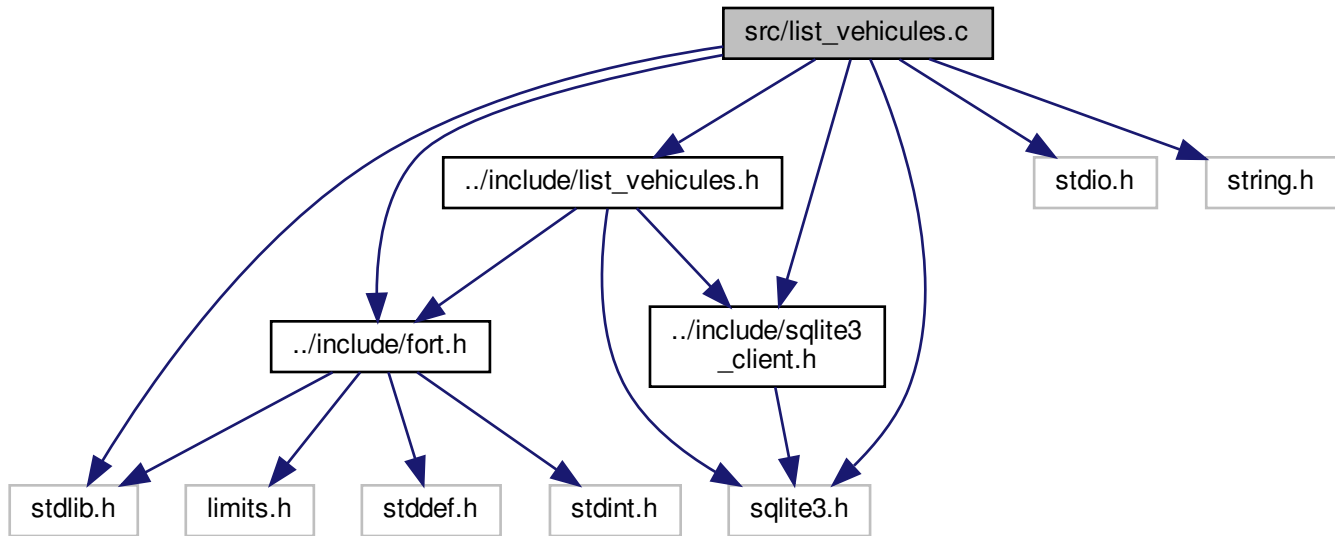 src/list_vehicules.c
../include/list_vehicules.h
stdio.h
string.h
../include/fort.h
../include/sqlite3
_client.h
stdlib.h
limits.h
stddef.h
stdint.h
sqlite3.h